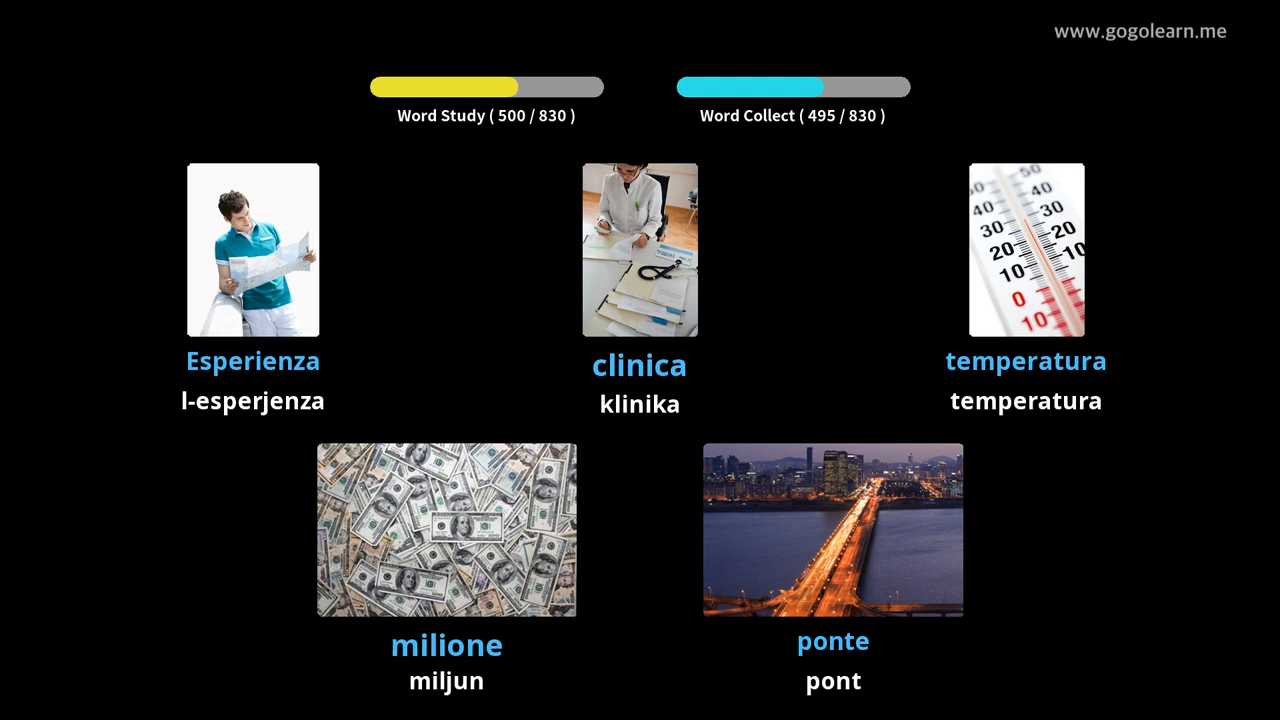 www.gogolearn.me
Word Study ( 500 / 830 )
Word Collect ( 495 / 830 )
Esperienza
l-esperjenza
clinica
klinika
temperatura
temperatura
milione
miljun
ponte
pont